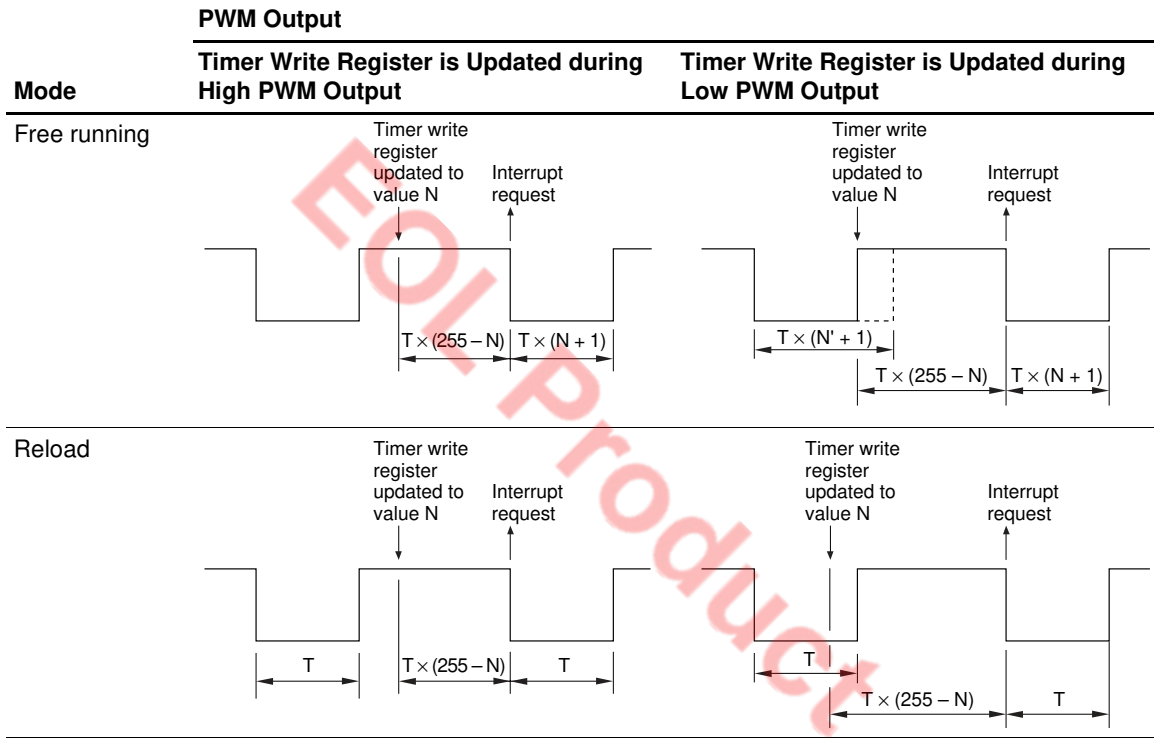 PWM Output
Mode
Timer Write Register is Updated during
High PWM Output
Timer Write Register is Updated during
Low PWM Output
Free running
Timer write
register
updated to
value N
Interrupt
request
T × (255 – N)
T × (N + 1)
Timer write
register
updated to
value N
Interrupt
request
T × (N' + 1)
T × (255 – N)
T × (N + 1)
Reload
Timer write
register
updated to
value N
Interrupt
request
T
T × (255 – N)
T
Timer write
register
updated to
value N
Interrupt
request
T
T × (255 – N)
T
EOL Product